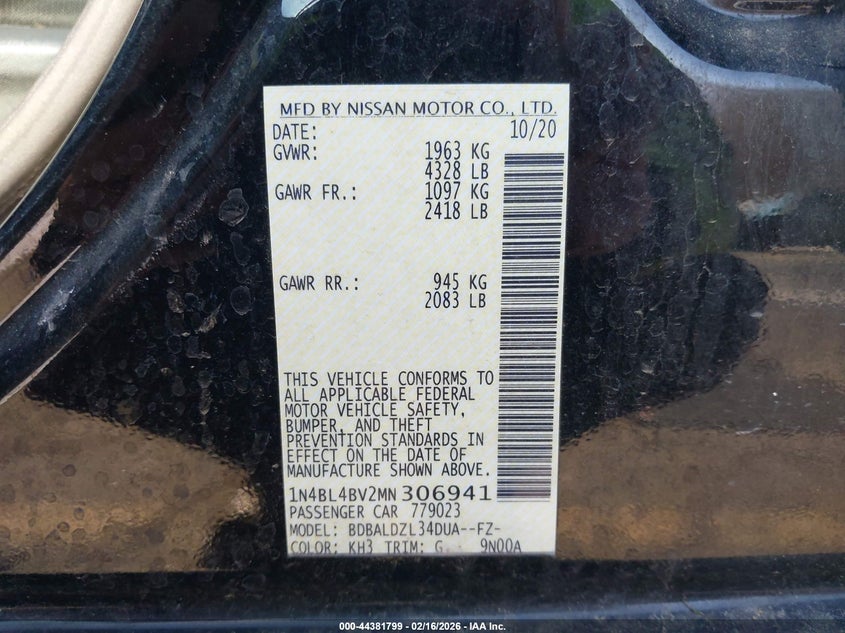 MFD BY NISSAN MOTOR CO., LTD.
DATE: 10/20
GVWR: 1963 KG
4328 LB
GAWR FR.: 1097 KG
2418 LB
GAWR RR.: 945 KG
2083 LB
THIS VEHICLE CONFORMS TO
ALL APPLICABLE FEDERAL
MOTOR VEHICLE SAFETY,
BUMPER, AND THEFT
PREVENTION STANDARDS IN
EFFECT ON THE DATE OF
MANUFACTURE SHOWN ABOVE.
1N4BL4BV2MN306941
PASSENGER CAR 779023
MODEL: BDBALDZL34DUA--FZ-
COLOR: KH3 TRIM: G 9N00A
000-44381799 - 02/16/2026 - IAA Inc.